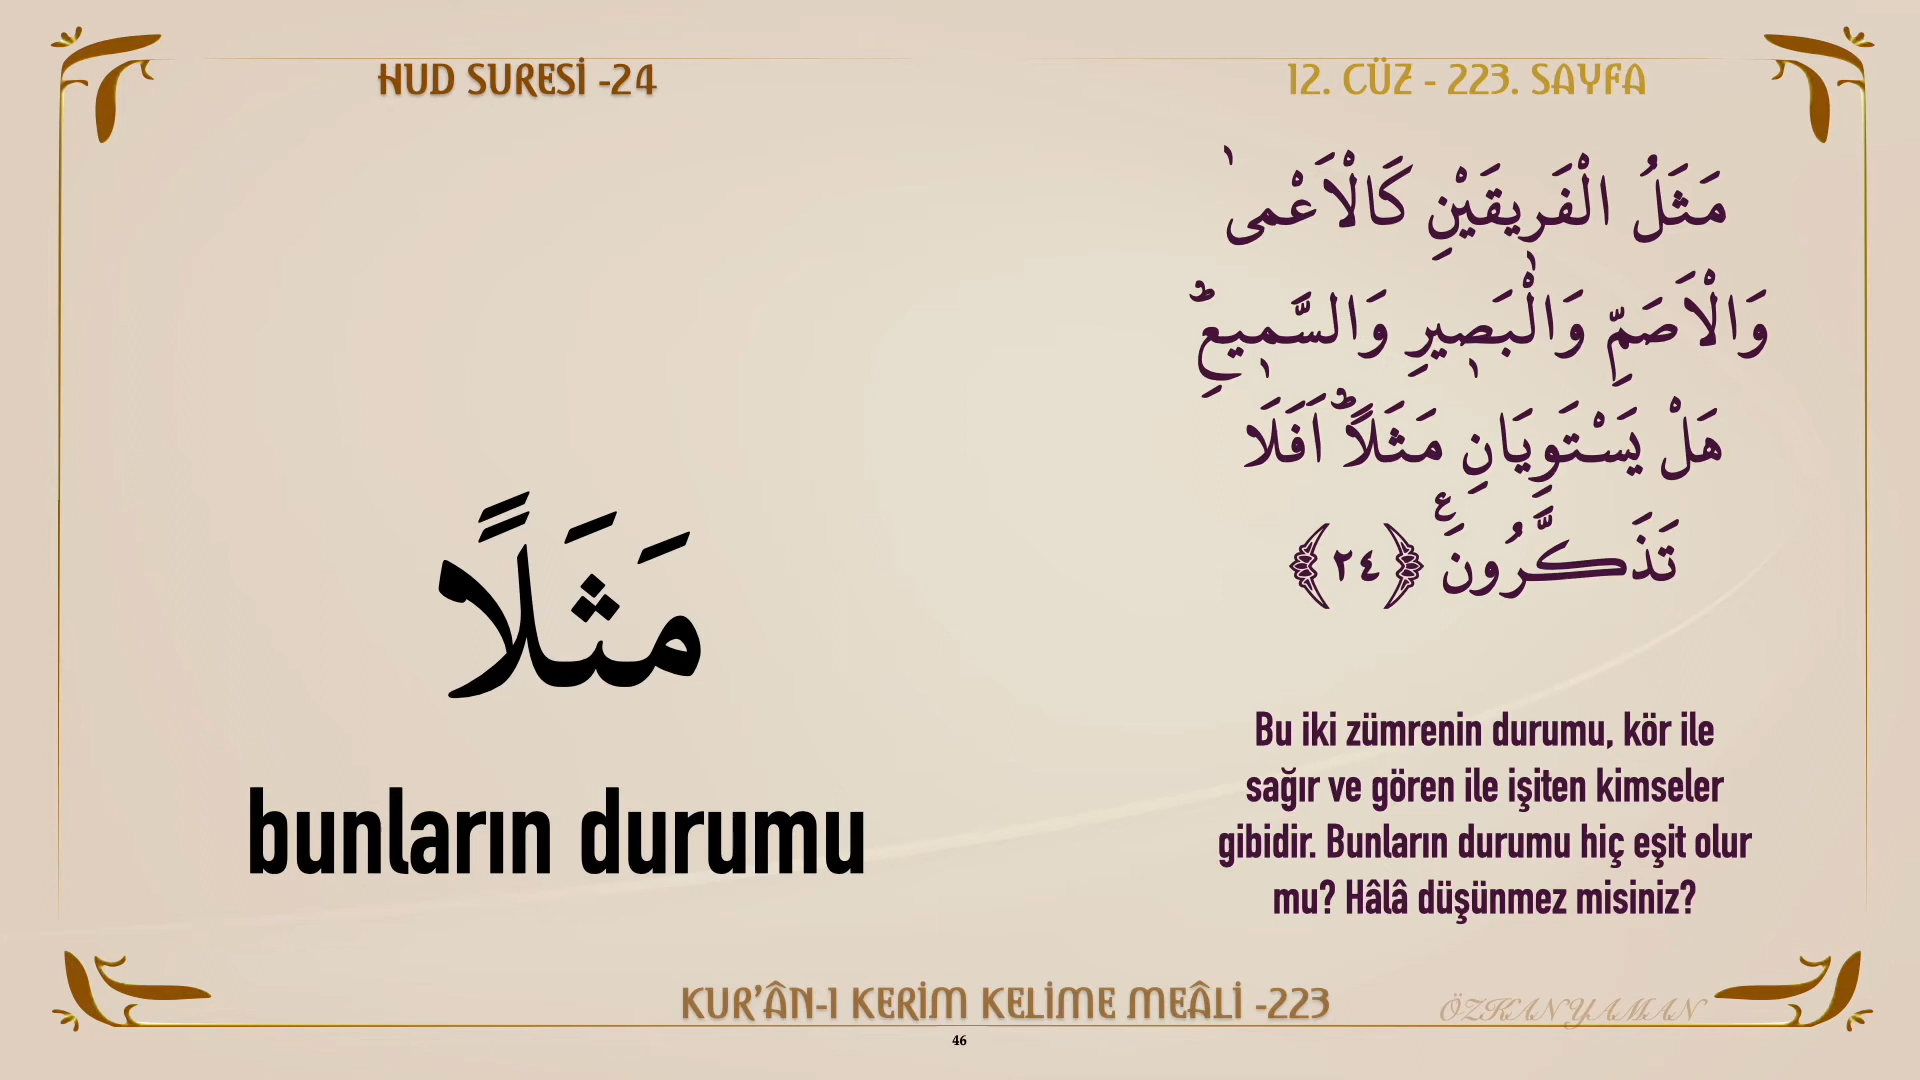 HUD SURESİ -24
12. CÜZ - 223. SAYFA
مَثَلُ الْفَرٖيقَيْنِ كَالْاَعْمٰى
وَالْاَصَمِّ وَالْبَصٖيرِ وَالسَّمٖيعِؕ
هَلْ يَسْتَوِيَانِ مَثَلًاؕ اَفَلَا
تَذَكَّرُونَࣖ ﴿٢٤﴾
مَثَلًا
bunların durumu
Bu iki zümrenin durumu, kör ile
sağır ve gören ile işiten kimseler
gibidir. Bunların durumu hiç eşit olur
mu? Hâlâ düşünmez misiniz?
KUR’ÂN-I KERİM KELİME MEÂLİ -223
ÖZKAN YAMAN
46